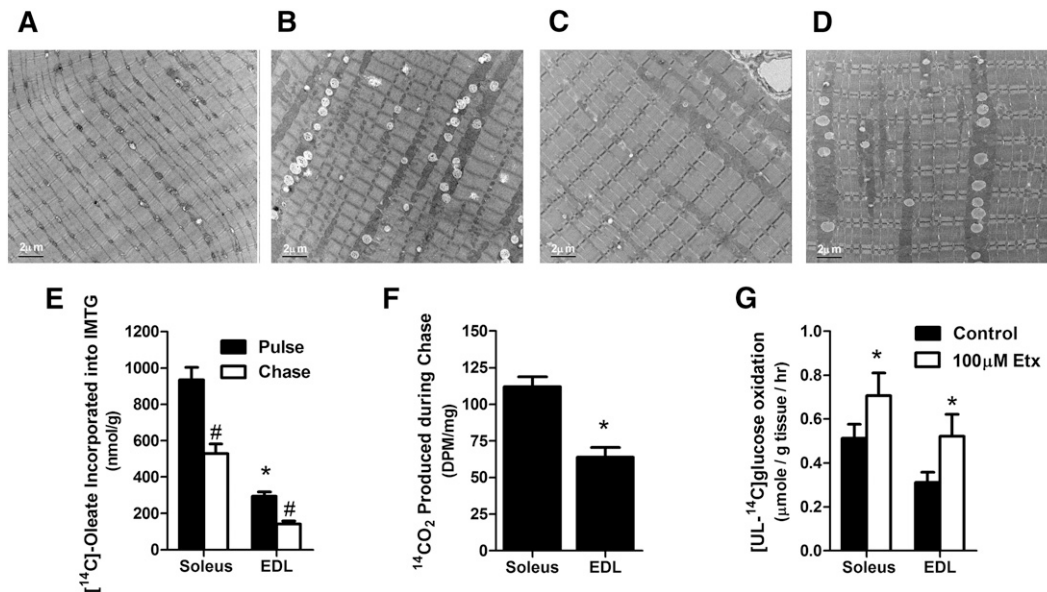 A
B
C
D
2μm
2μm
2μm
2μm
E
[¹⁴C]-Oleate Incorporated into IMTG
(nmol/g)
1200
1000
800
600
400
200
0
Pulse
Chase
#
*
#
Soleus
EDL
F
¹⁴CO₂ Produced during Chase
(DPM/mg)
150
125
100
75
50
25
0
*
Soleus
EDL
G
[UL-¹⁴C]glucose oxidation
(μmole / g tissue / hr)
1.0
0.8
0.6
0.4
0.2
0.0
Control
100μM Etx
*
*
Soleus
EDL